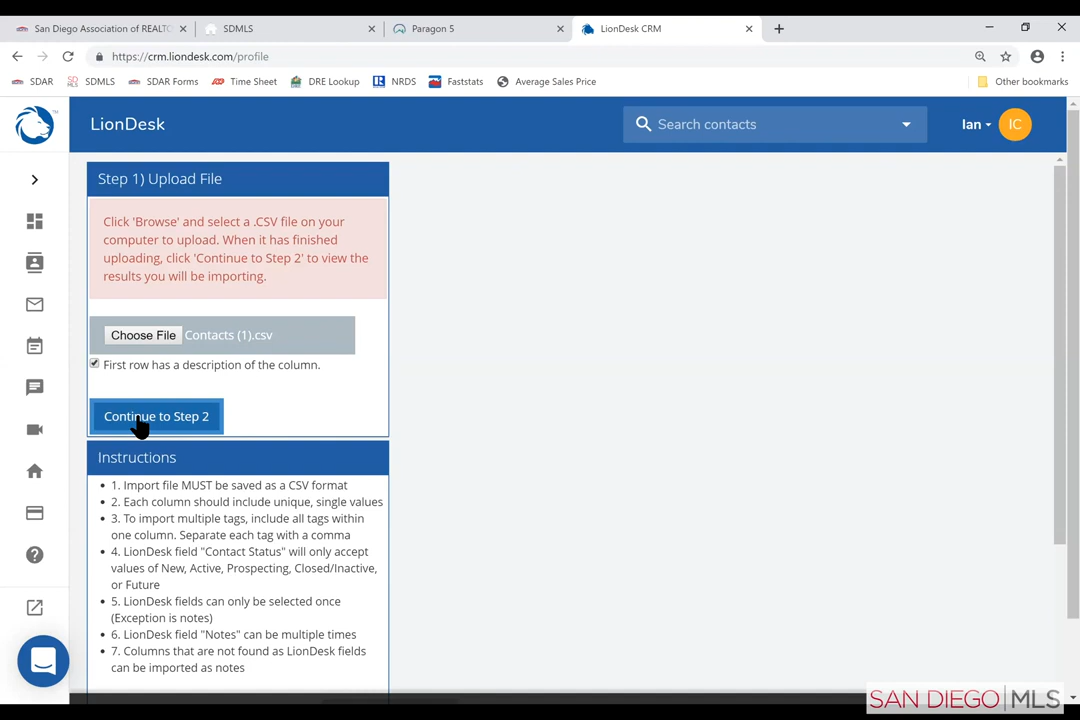 San Diego Association of REALTO
SDMLS
Paragon 5
LionDesk CRM
https://crm.liondesk.com/profile
SDAR
SDMLS
SDAR Forms
Time Sheet
DRE Lookup
NRDS
Faststats
Average Sales Price
Other bookmarks
LionDesk
Search contacts
Ian
IC
Step 1) Upload File
Click 'Browse' and select a .CSV file on your
computer to upload. When it has finished
uploading, click 'Continue to Step 2' to view the
results you will be importing.
Choose File Contacts (1).csv
First row has a description of the column.
Continue to Step 2
Instructions
• 1. Import file MUST be saved as a CSV format
• 2. Each column should include unique, single values
• 3. To import multiple tags, include all tags within
one column. Separate each tag with a comma
• 4. LionDesk field "Contact Status" will only accept
values of New, Active, Prospecting, Closed/Inactive,
or Future
• 5. LionDesk fields can only be selected once
(Exception is notes)
• 6. LionDesk field "Notes" can be multiple times
• 7. Columns that are not found as LionDesk fields
can be imported as notes
SAN DIEGO MLS